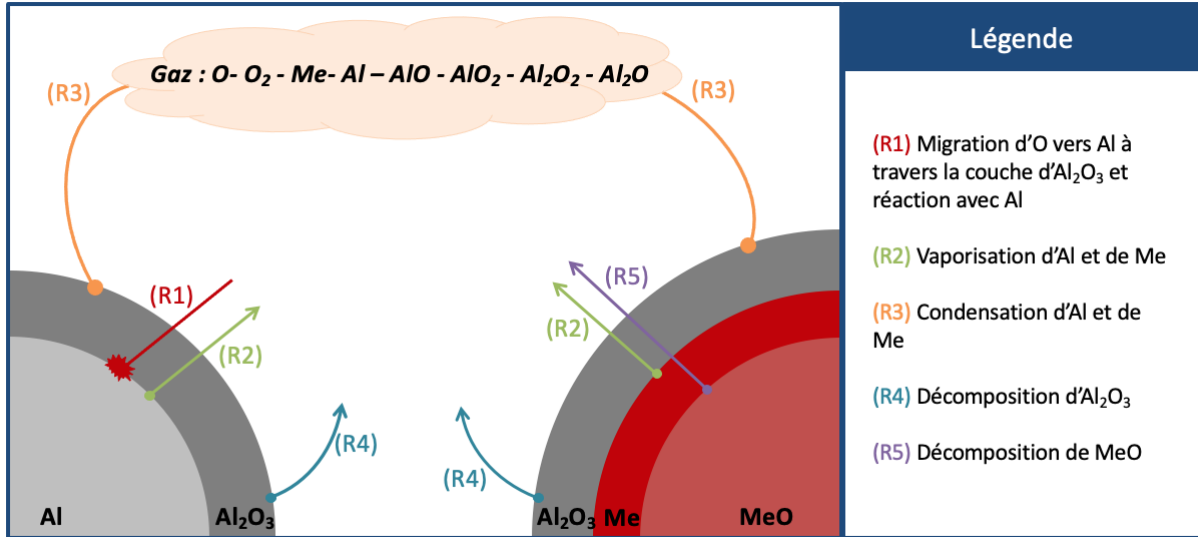 Gaz : O- O₂ - Me- Al – AlO - AlO₂ - Al₂O₂ - Al₂O
(R3)
(R3)
(R1)
(R2)
(R4)
(R5)
(R2)
(R4)
Al
Al₂O₃
Al₂O₃
Me
MeO
Légende
(R1) Migration d’O vers Al à
travers la couche d’Al₂O₃ et
réaction avec Al
(R2) Vaporisation d’Al et de Me
(R3) Condensation d’Al et de
Me
(R4) Décomposition d’Al₂O₃
(R5) Décomposition de MeO